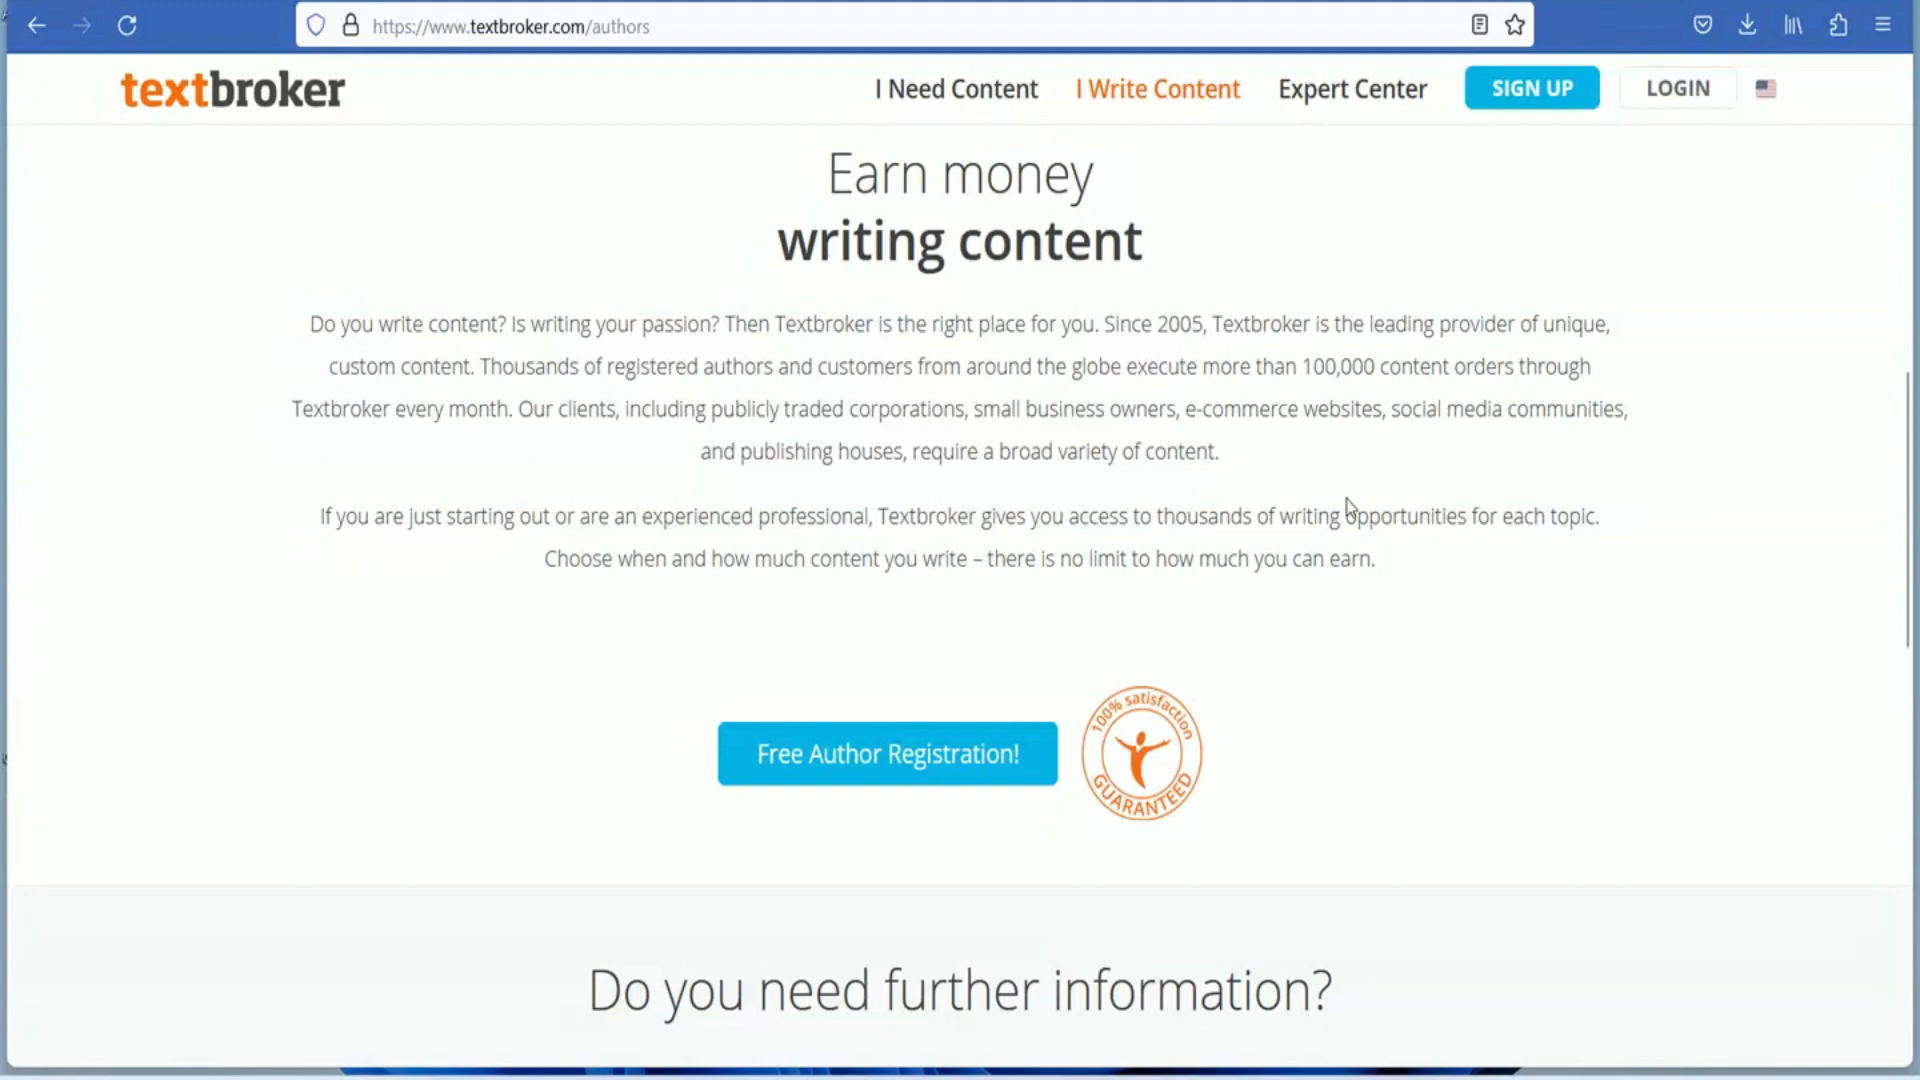 https://www.textbroker.com/authors
textbroker
I Need Content
I Write Content
Expert Center
SIGN UP
LOGIN
Earn money
writing content
Do you write content? Is writing your passion? Then Textbroker is the right place for you. Since 2005, Textbroker is the leading provider of unique,
custom content. Thousands of registered authors and customers from around the globe execute more than 100,000 content orders through
Textbroker every month. Our clients, including publicly traded corporations, small business owners, e-commerce websites, social media communities,
and publishing houses, require a broad variety of content.
If you are just starting out or are an experienced professional, Textbroker gives you access to thousands of writing opportunities for each topic.
Choose when and how much content you write – there is no limit to how much you can earn.
Free Author Registration!
100% satisfaction
GUARANTEED
Do you need further information?